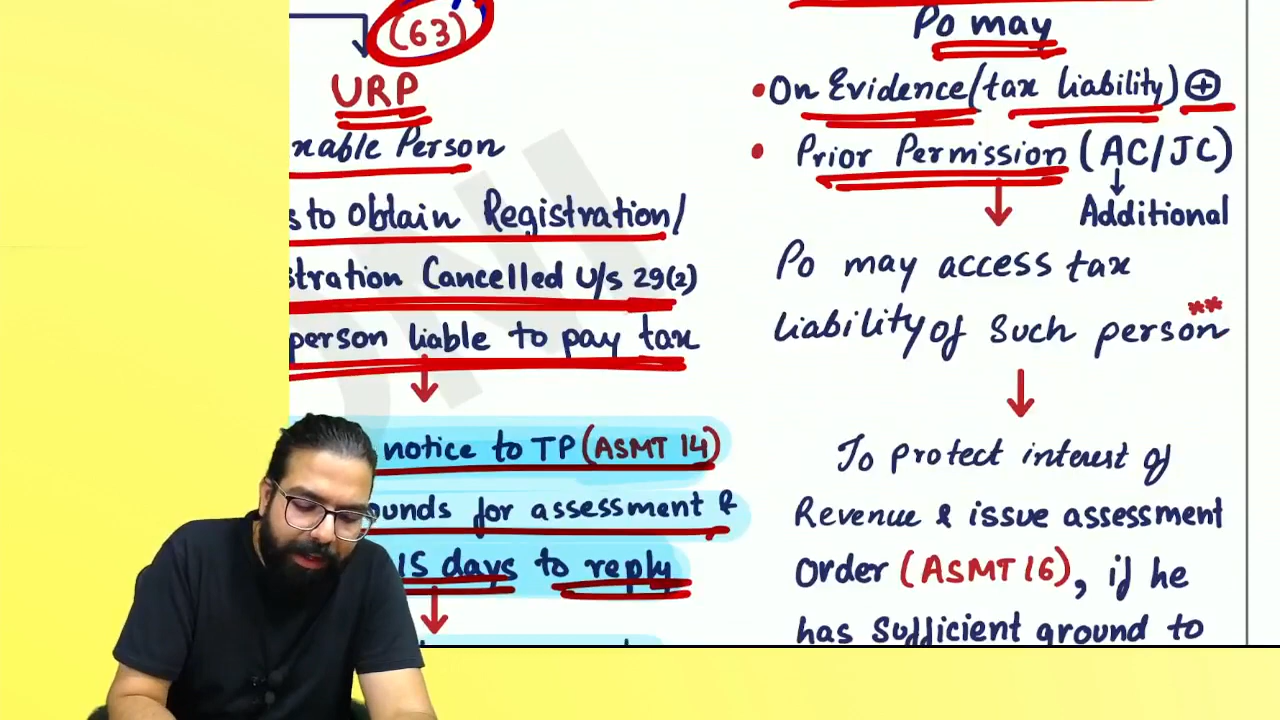 (63)
URP
xable Person
s to Obtain Registration/
stration Cancelled U/s 29(2)
person liable to pay tax
notice to TP (ASMT 14)
ounds for assessment &
15 days to reply
Po may
• On Evidence (tax liability) ⊕
• Prior Permission (AC/JC)
Additional
Po may access tax
liability of Such person**
To protect interest of
Revenue & issue assessment
Order (ASMT 16), if he
has Sufficient ground to